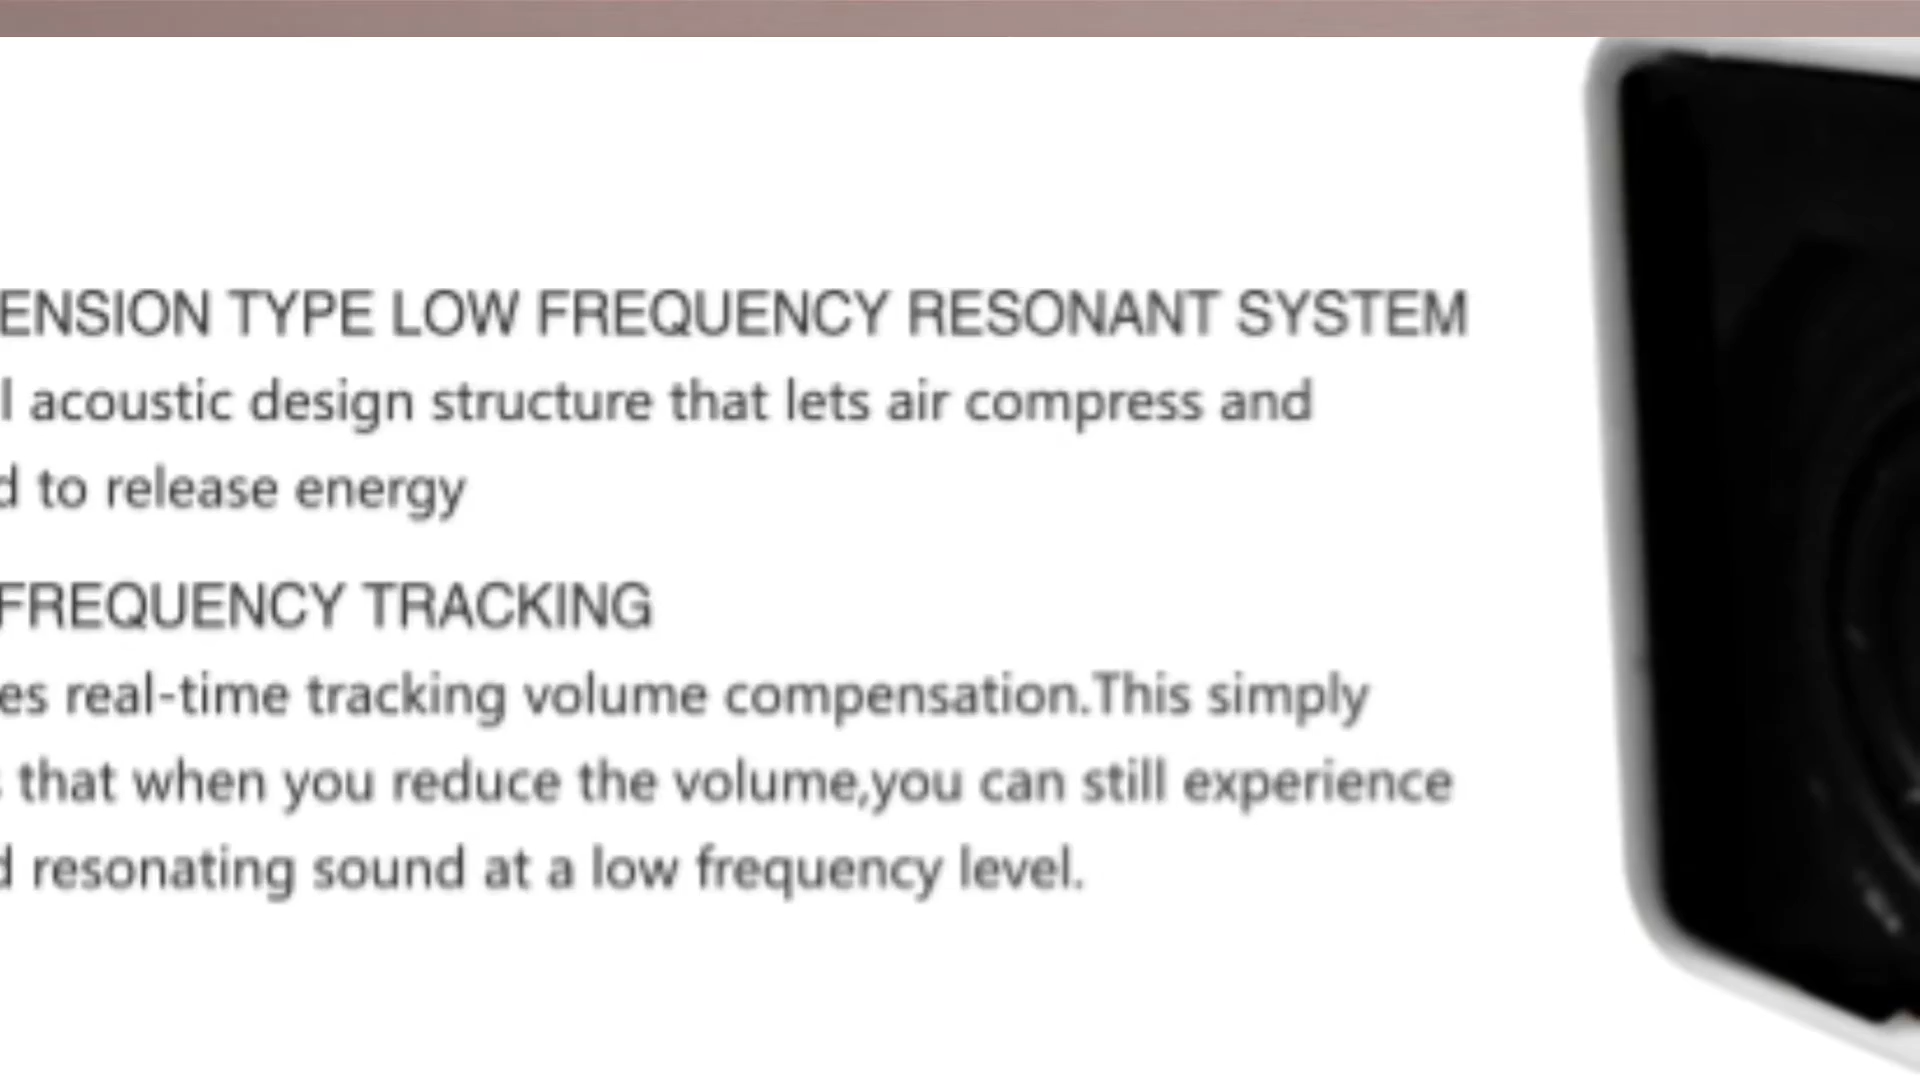 ENSION TYPE LOW FREQUENCY RESONANT SYSTEM
l acoustic design structure that lets air compress and
d to release energy
FREQUENCY TRACKING
es real-time tracking volume compensation.This simply
that when you reduce the volume,you can still experience
d resonating sound at a low frequency level.